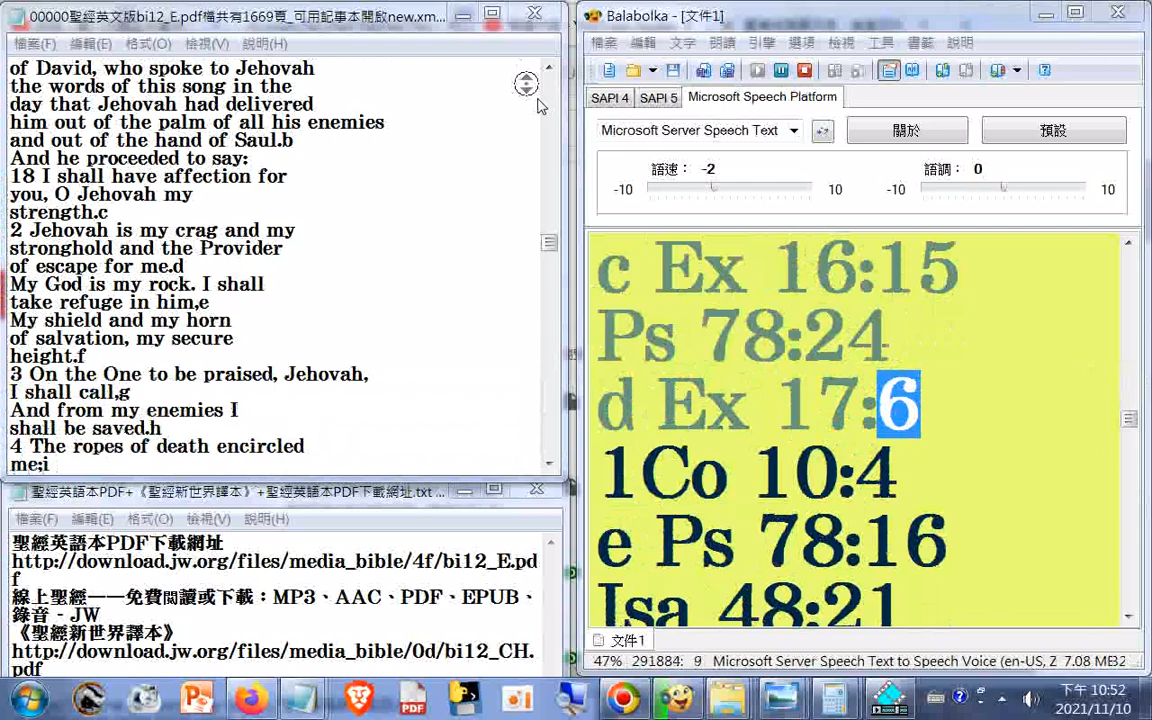 00000聖經英文版bi12_E.pdf檔共有1669頁_可用記事本開啟new.xm...
檔案(F) 編輯(E) 格式(O) 檢視(V) 說明(H)
of David, who spoke to Jehovah
the words of this song in the
day that Jehovah had delivered
him out of the palm of all his enemies
and out of the hand of Saul.b
And he proceeded to say:
18 I shall have affection for
you, O Jehovah my
strength.c
2 Jehovah is my crag and my
stronghold and the Provider
of escape for me.d
My God is my rock. I shall
take refuge in him,e
My shield and my horn
of salvation, my secure
height.f
3 On the One to be praised, Jehovah,
I shall call,g
And from my enemies I
shall be saved.h
4 The ropes of death encircled
me;i
聖經英語本PDF+《聖經新世界譯本》+聖經英語本PDF下載網址.txt ...
檔案(F) 編輯(E) 格式(O) 檢視(V) 說明(H)
聖經英語本PDF下載網址
http://download.jw.org/files/media_bible/4f/bi12_E.pd
f
線上聖經——免費閱讀或下載：MP3、AAC、PDF、EPUB、
錄音 - JW
《聖經新世界譯本》
http://download.jw.org/files/media_bible/0d/bi12_CH.
pdf
Balabolka - [文件1]
檔案 編輯 文字 朗讀 引擎 選項 檢視 工具 書籤 說明
SAPI 4 SAPI 5 Microsoft Speech Platform
Microsoft Server Speech Text 關於 預設
語速： -2 語調： 0
-10 10 -10 10
c Ex 16:15
Ps 78:24
d Ex 17:6
1Co 10:4
e Ps 78:16
Isa 48:21
文件1
47% 291884: 9 Microsoft Server Speech Text to Speech Voice (en-US, Z 7.08 MB
PDF
下午 10:52
2021/11/10